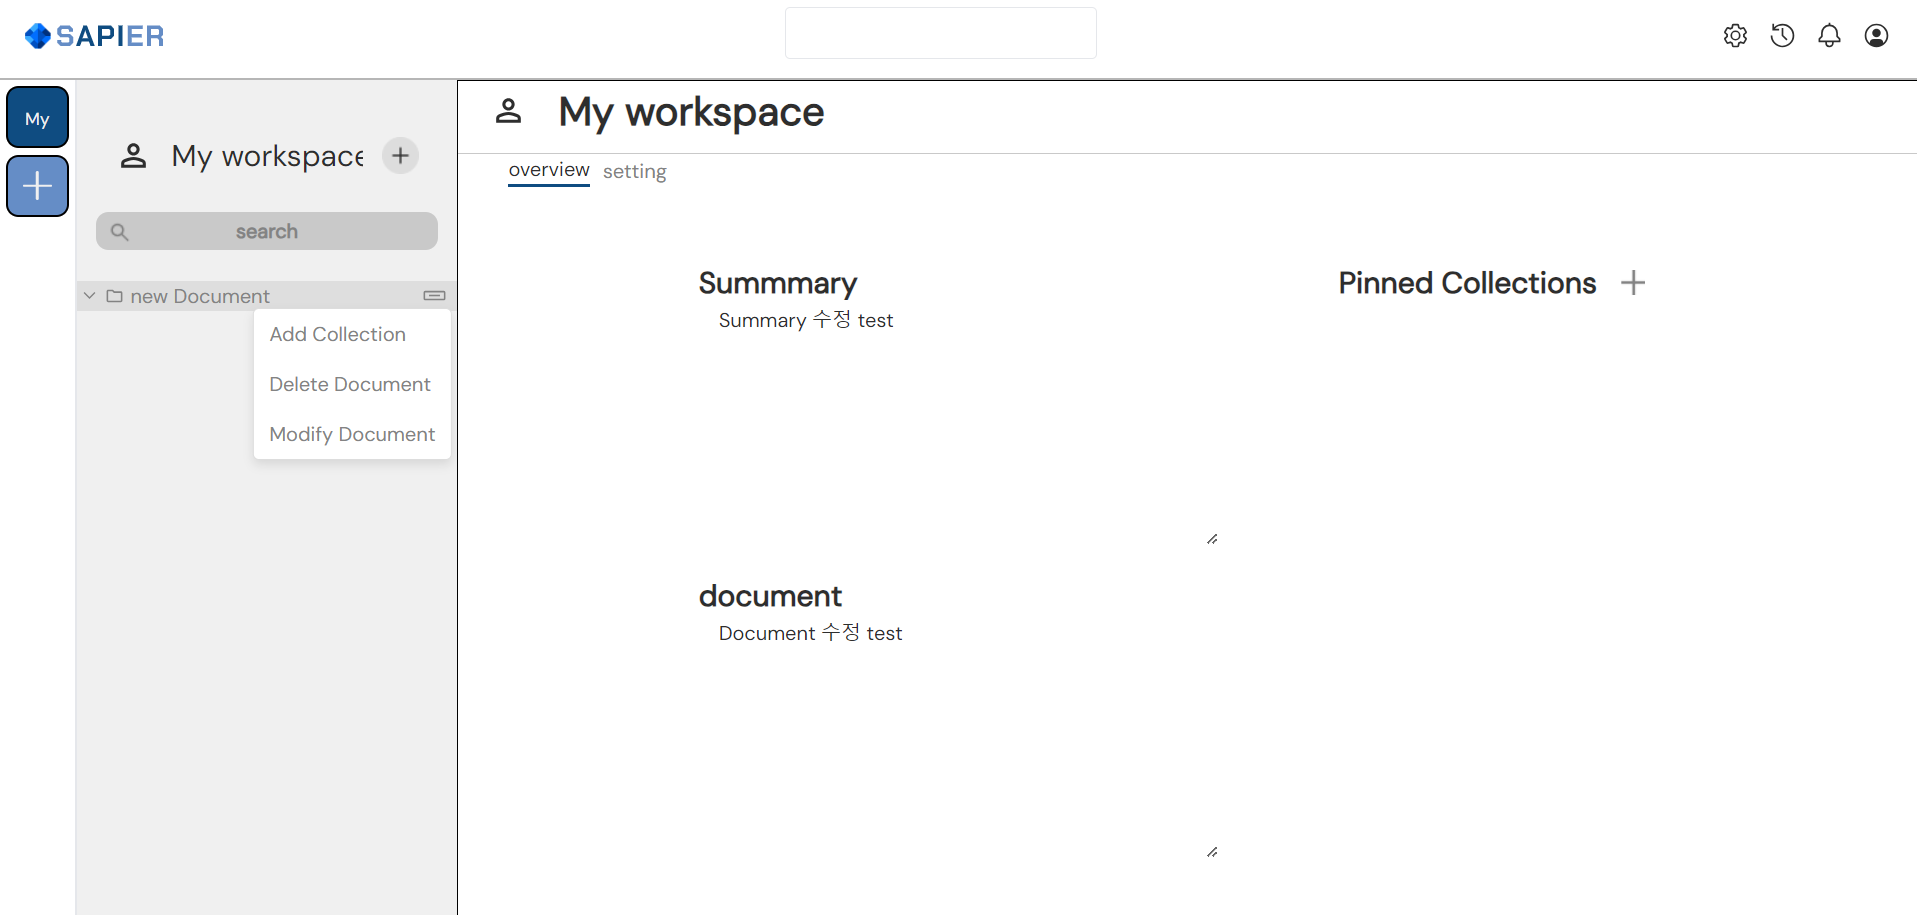 SAPIER
My
My workspace
search
new Document
Add Collection
Delete Document
Modify Document
My workspace
overview setting
Summmary
Summary 수정 test
document
Document 수정 test
Pinned Collections